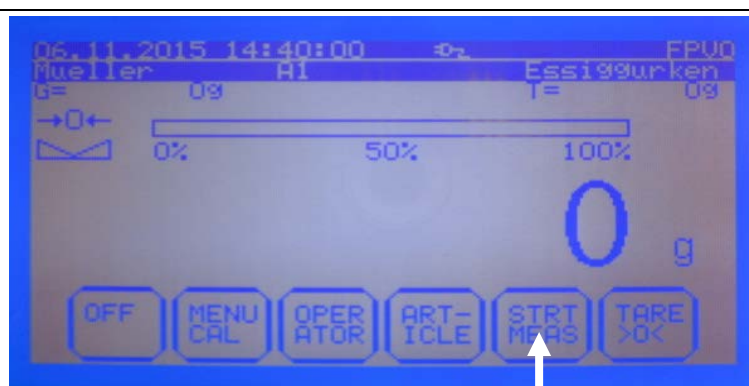 06.11.2015 14:40:00 FPVO
Mueller A1 Essiggurken
G= 0g T= 0g
→0←
0% 50% 100%
0 g
OFF MENU CAL OPER ATOR ART- ICLE STRT MEAS TARE >0<